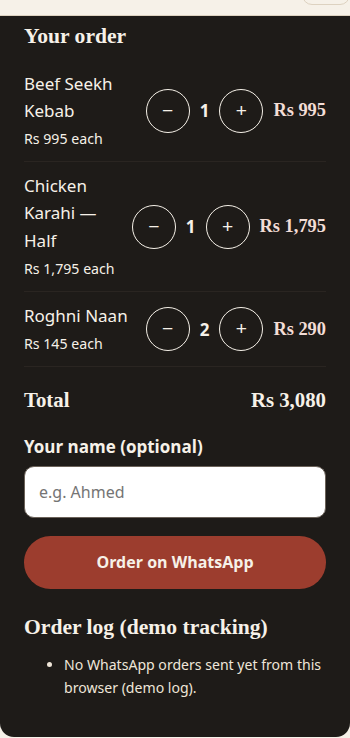 Your order
Beef Seekh
Kebab
Rs 995 each
− 1 + Rs 995
Chicken
Karahi —
Half
Rs 1,795 each
− 1 + Rs 1,795
Roghni Naan
Rs 145 each
− 2 + Rs 290
Total Rs 3,080
Your name (optional)
e.g. Ahmed
Order on WhatsApp
Order log (demo tracking)
• No WhatsApp orders sent yet from this
browser (demo log).